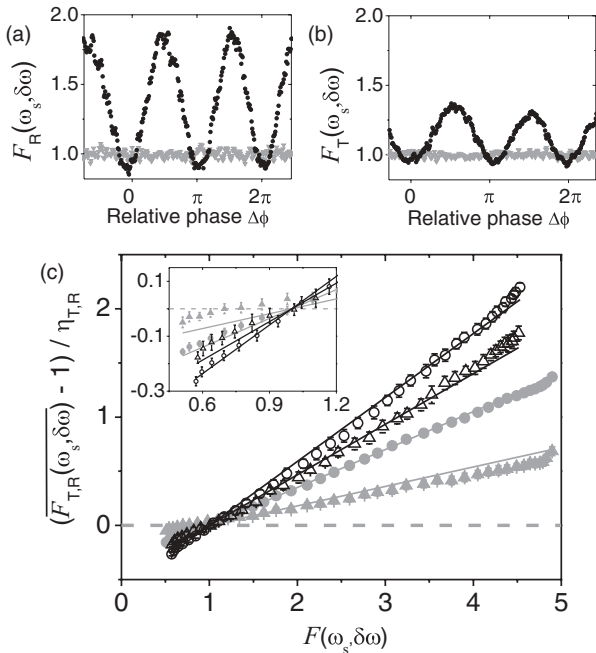 (a)
F_R(ω_s,δω)
2.0
1.5
1.0
0
π
2π
Relative phase Δϕ
(b)
F_T(ω_s,δω)
2.0
1.5
1.0
0
π
2π
Relative phase Δϕ
(c)
(F_{T,R}(ω_s,δω) - 1) / η_{T,R}
2
1
0
0.1
-0.1
-0.3
0.6
0.9
1.2
0
1
2
3
4
5
F(ω_s,δω)